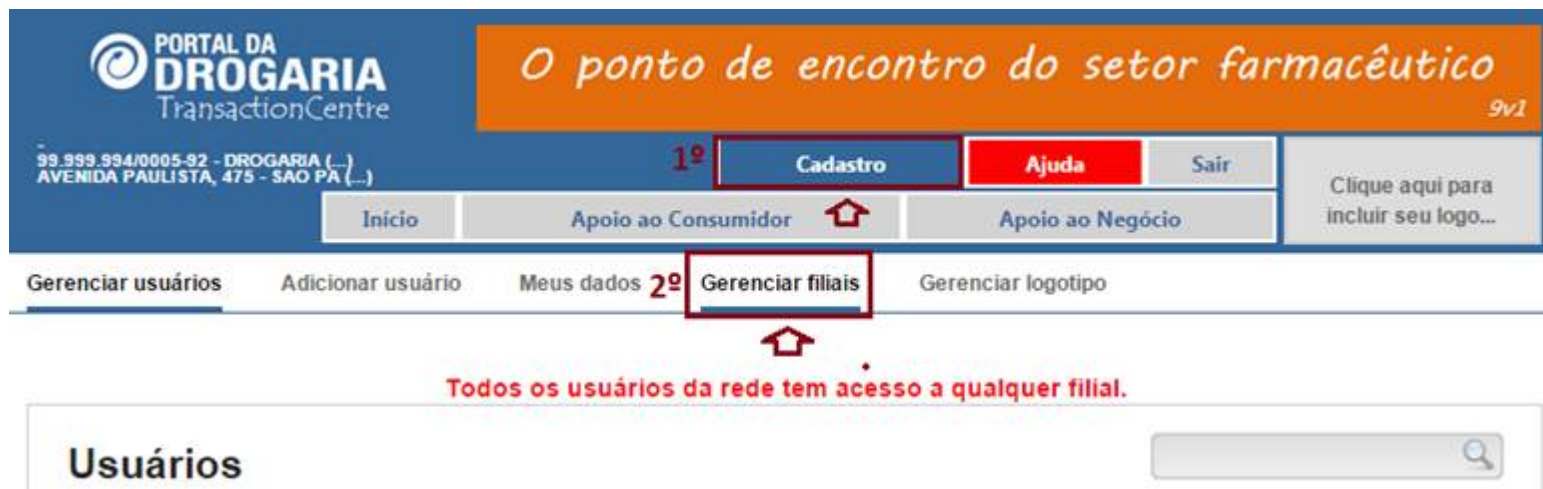 PORTAL DA
DROGARIA
TransactionCentre
O ponto de encontro do setor farmacêutico
9v1
-
99.999.994/0005-92 - DROGARIA (...)
AVENIDA PAULISTA, 475 - SAO PA (...)
1º Cadastro Ajuda Sair
Clique aqui para
incluir seu logo...
Início Apoio ao Consumidor Apoio ao Negócio
Gerenciar usuários Adicionar usuário Meus dados 2º Gerenciar filiais Gerenciar logotipo
Todos os usuários da rede tem acesso a qualquer filial.
Usuários